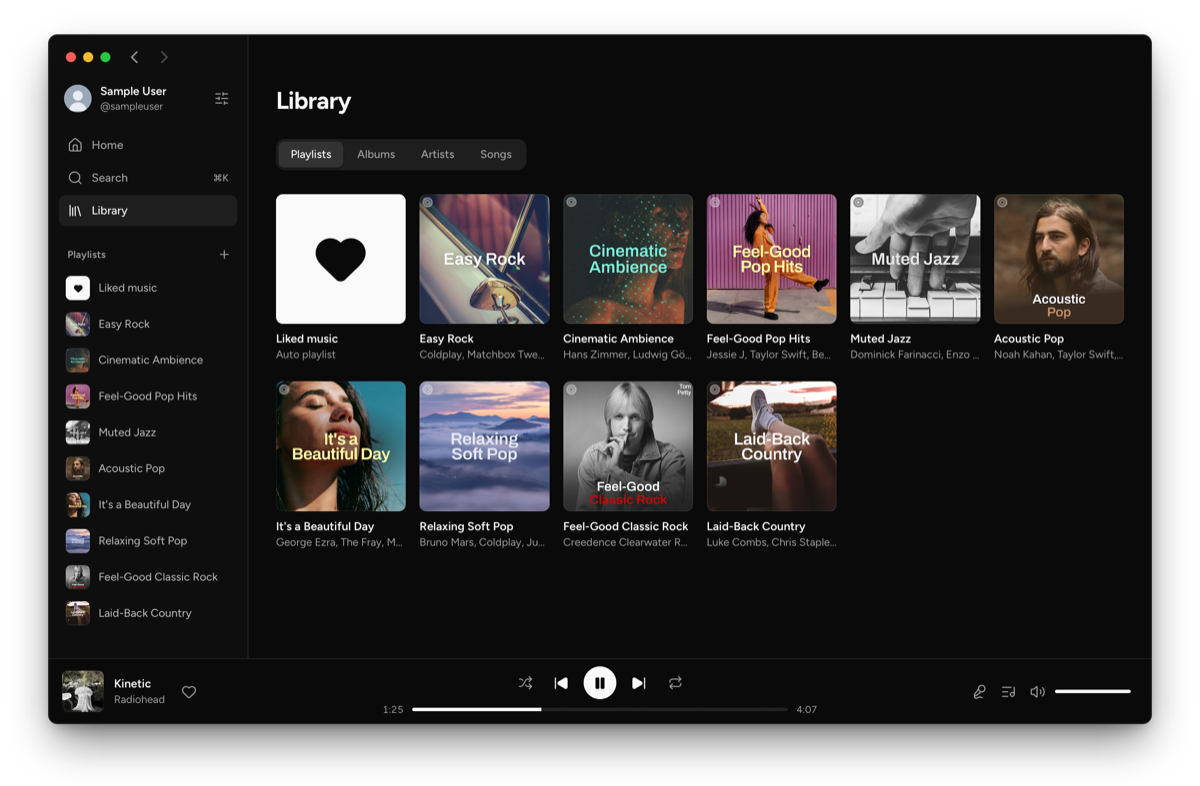 Sample User
@sampleuser
Home
Search ⌘K
Library
Playlists
Liked music
Easy Rock
Cinematic Ambience
Feel-Good Pop Hits
Muted Jazz
Acoustic Pop
It's a Beautiful Day
Relaxing Soft Pop
Feel-Good Classic Rock
Laid-Back Country
Library
Playlists Albums Artists Songs
Easy Rock
Cinematic
Ambience
Feel-Good
Pop Hits
Muted Jazz
Acoustic
Pop
Liked music
Auto playlist
Easy Rock
Coldplay, Matchbox Twe...
Cinematic Ambience
Hans Zimmer, Ludwig Gö...
Feel-Good Pop Hits
Jessie J, Taylor Swift, Be...
Muted Jazz
Dominick Farinacci, Enzo ...
Acoustic Pop
Noah Kahan, Taylor Swift,...
It's a
Beautiful Day
Relaxing
Soft Pop
Tom
Petty
Feel-Good
Classic Rock
Laid-Back
Country
It's a Beautiful Day
George Ezra, The Fray, M...
Relaxing Soft Pop
Bruno Mars, Coldplay, Ju...
Feel-Good Classic Rock
Creedence Clearwater R...
Laid-Back Country
Luke Combs, Chris Staple...
Kinetic
Radiohead
1:25 4:07